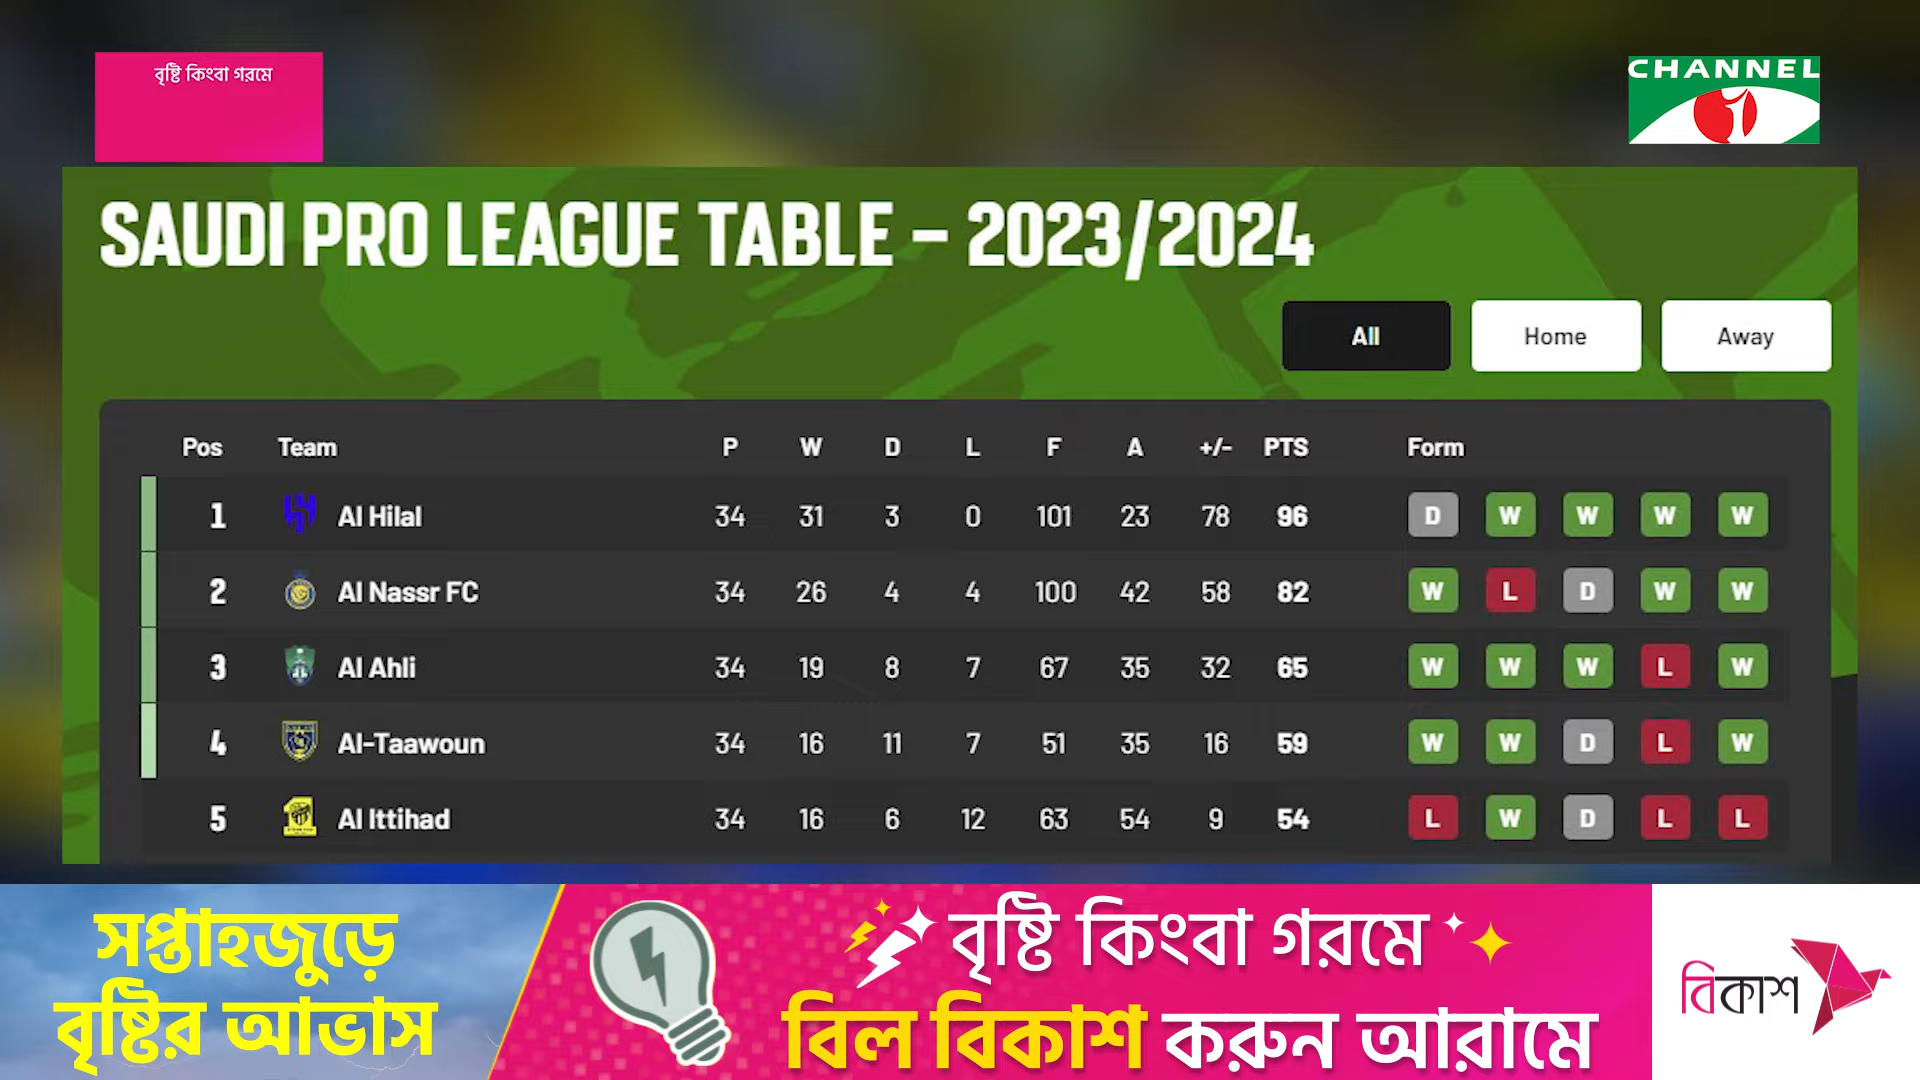 বৃষ্টি কিংবা গরমে
CHANNEL
SAUDI PRO LEAGUE TABLE – 2023/2024
All Home Away
Pos Team P W D L F A +/- PTS Form
1 Al Hilal 34 31 3 0 101 23 78 96 D W W W W
2 Al Nassr FC 34 26 4 4 100 42 58 82 W L D W W
3 Al Ahli 34 19 8 7 67 35 32 65 W W W L W
4 Al-Taawoun 34 16 11 7 51 35 16 59 W W D L W
5 Al Ittihad 34 16 6 12 63 54 9 54 L W D L L
সপ্তাহজুড়ে
বৃষ্টির আভাস
বৃষ্টি কিংবা গরমে
বিল বিকাশ করুন আরামে
বিকাশ